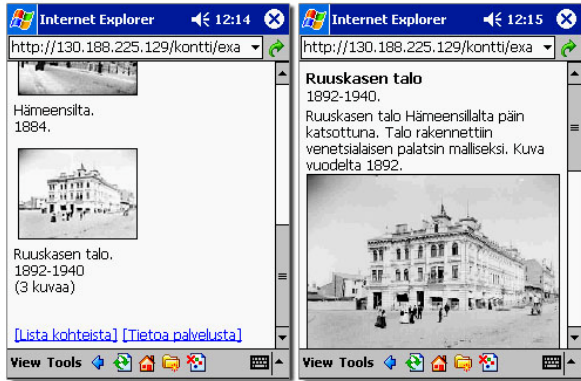 Internet Explorer 12:14
http://130.188.225.129/kontti/exa
Hämeensilta.
1884.
Ruuskasen talo.
1892-1940
(3 kuvaa)
[Lista kohteista] [Tietoa palvelusta]
View Tools
Internet Explorer 12:15
http://130.188.225.129/kontti/exa
Ruuskasen talo
1892-1940.
Ruuskasen talo Hämeensillalta päin
katsottuna. Talo rakennettiin
venetsialaisen palatsin malliseksi. Kuva
vuodelta 1892.
View Tools